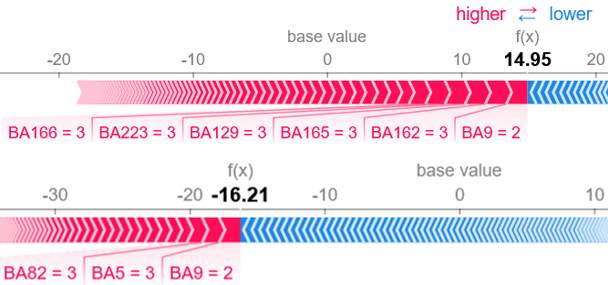 higher lower
base value f(x)
-20 -10 0 10 14.95 20
BA166 = 3 BA223 = 3 BA129 = 3 BA165 = 3 BA162 = 3 BA9 = 2
f(x) base value
-30 -20 -16.21 -10 0 10
BA82 = 3 BA5 = 3 BA9 = 2